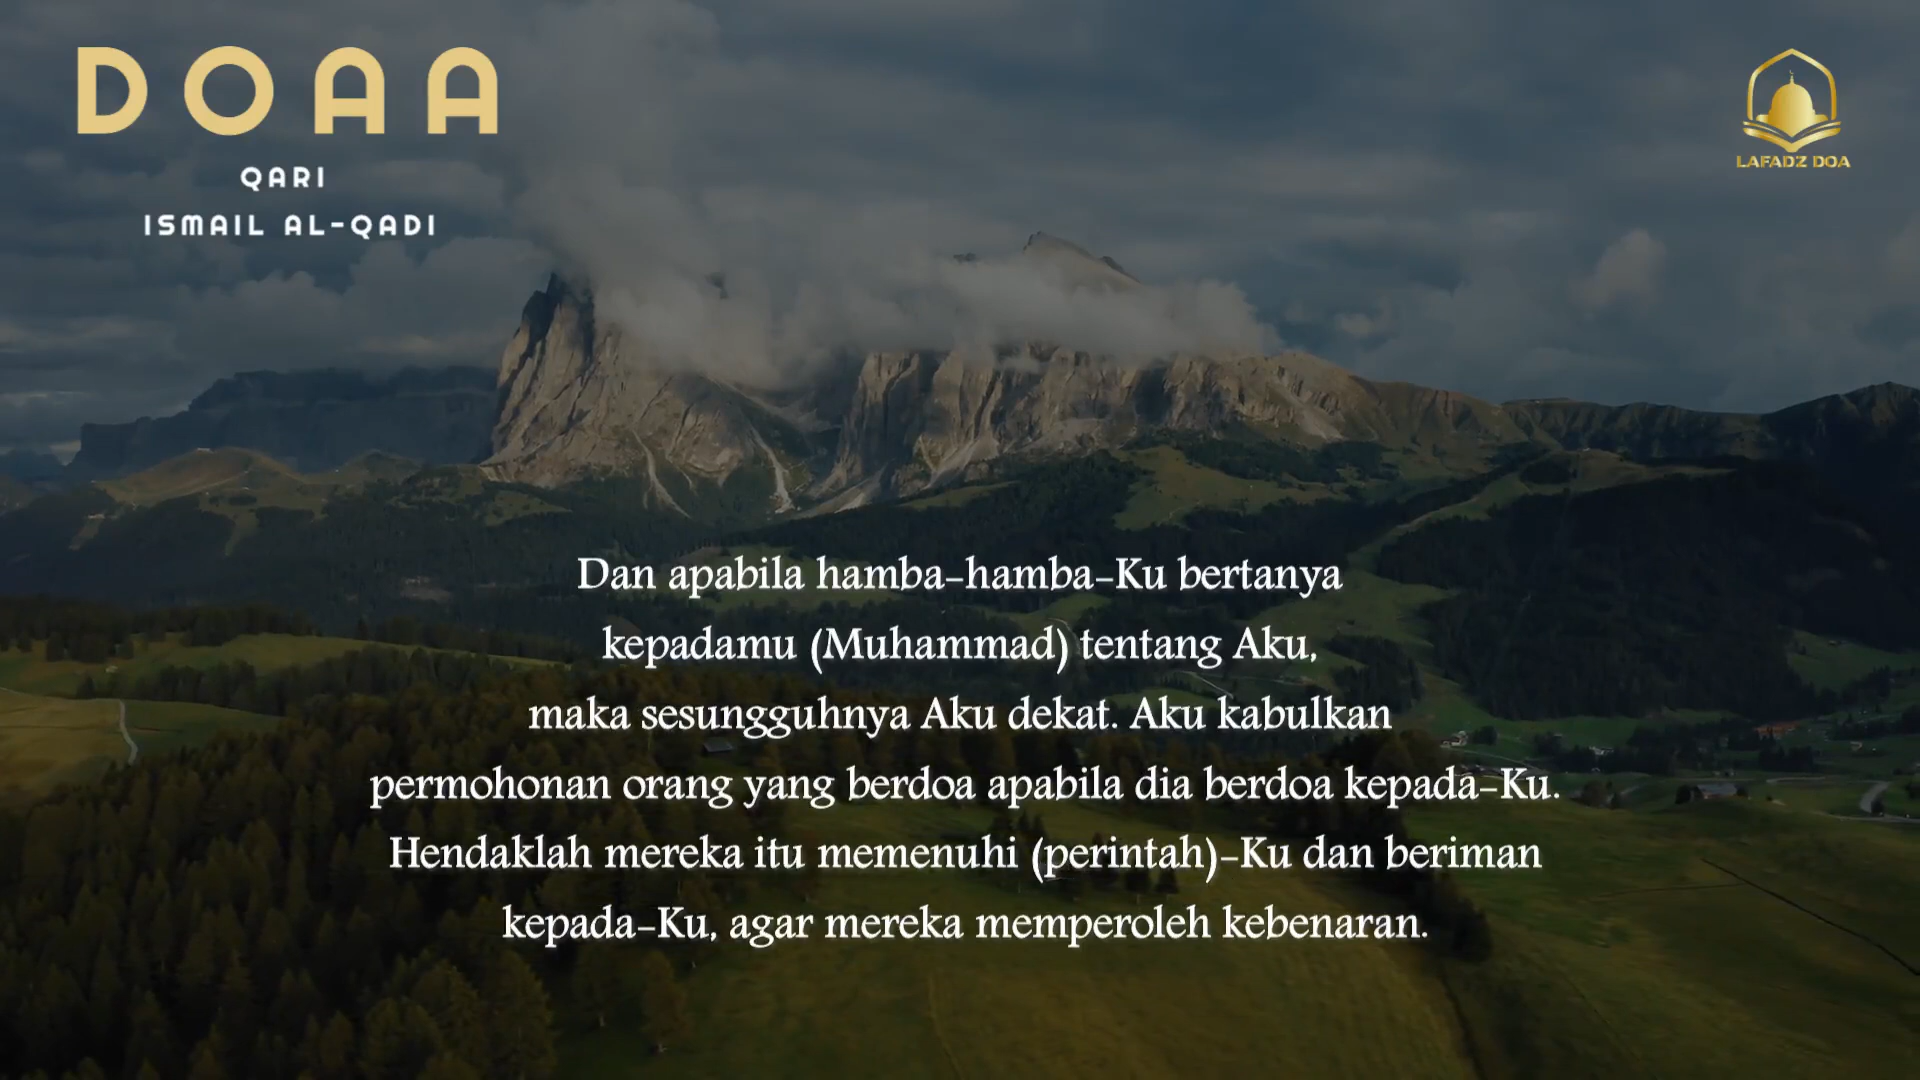 DOAA
QARI
ISMAIL AL-QADI
LAFADZ DOA
Dan apabila hamba-hamba-Ku bertanya
kepadamu (Muhammad) tentang Aku,
maka sesungguhnya Aku dekat. Aku kabulkan
permohonan orang yang berdoa apabila dia berdoa kepada-Ku.
Hendaklah mereka itu memenuhi (perintah)-Ku dan beriman
kepada-Ku, agar mereka memperoleh kebenaran.